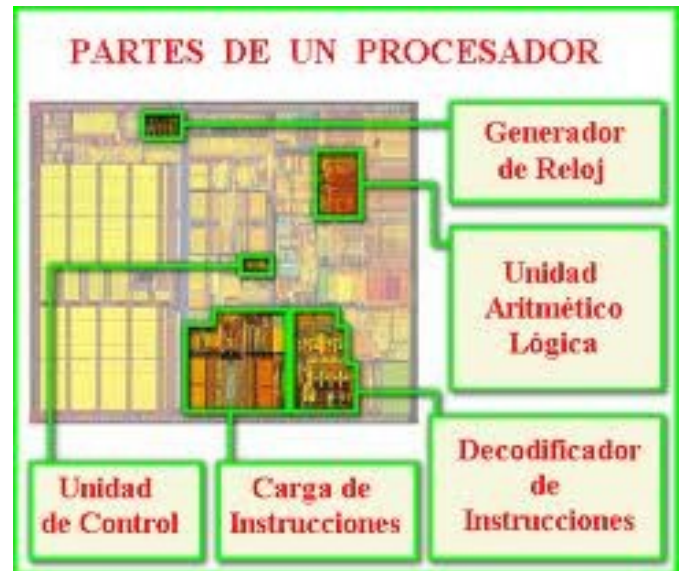 PARTES DE UN PROCESADOR
Generador
de Reloj
Unidad
Aritmético
Lógica
Decodificador
de
Instrucciones
Unidad
de Control
Carga de
Instrucciones